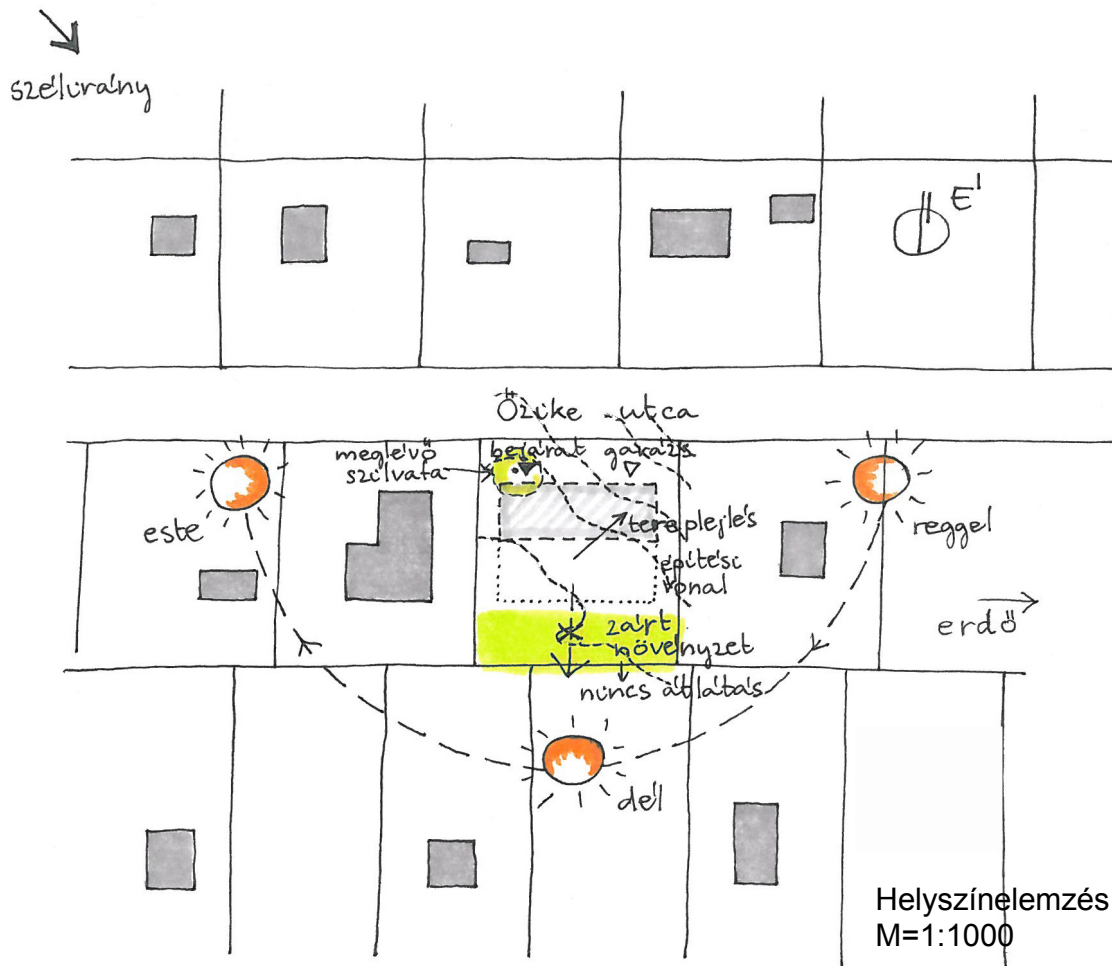 szélirány
É
Őzike utca
meglévő
szilvafa
bejárat
garázs
tereplejtés
építési
vonal
este
reggel
erdő
zárt
növényzet
nincs átlátás
dél
Helyszínelemzés
M=1:1000